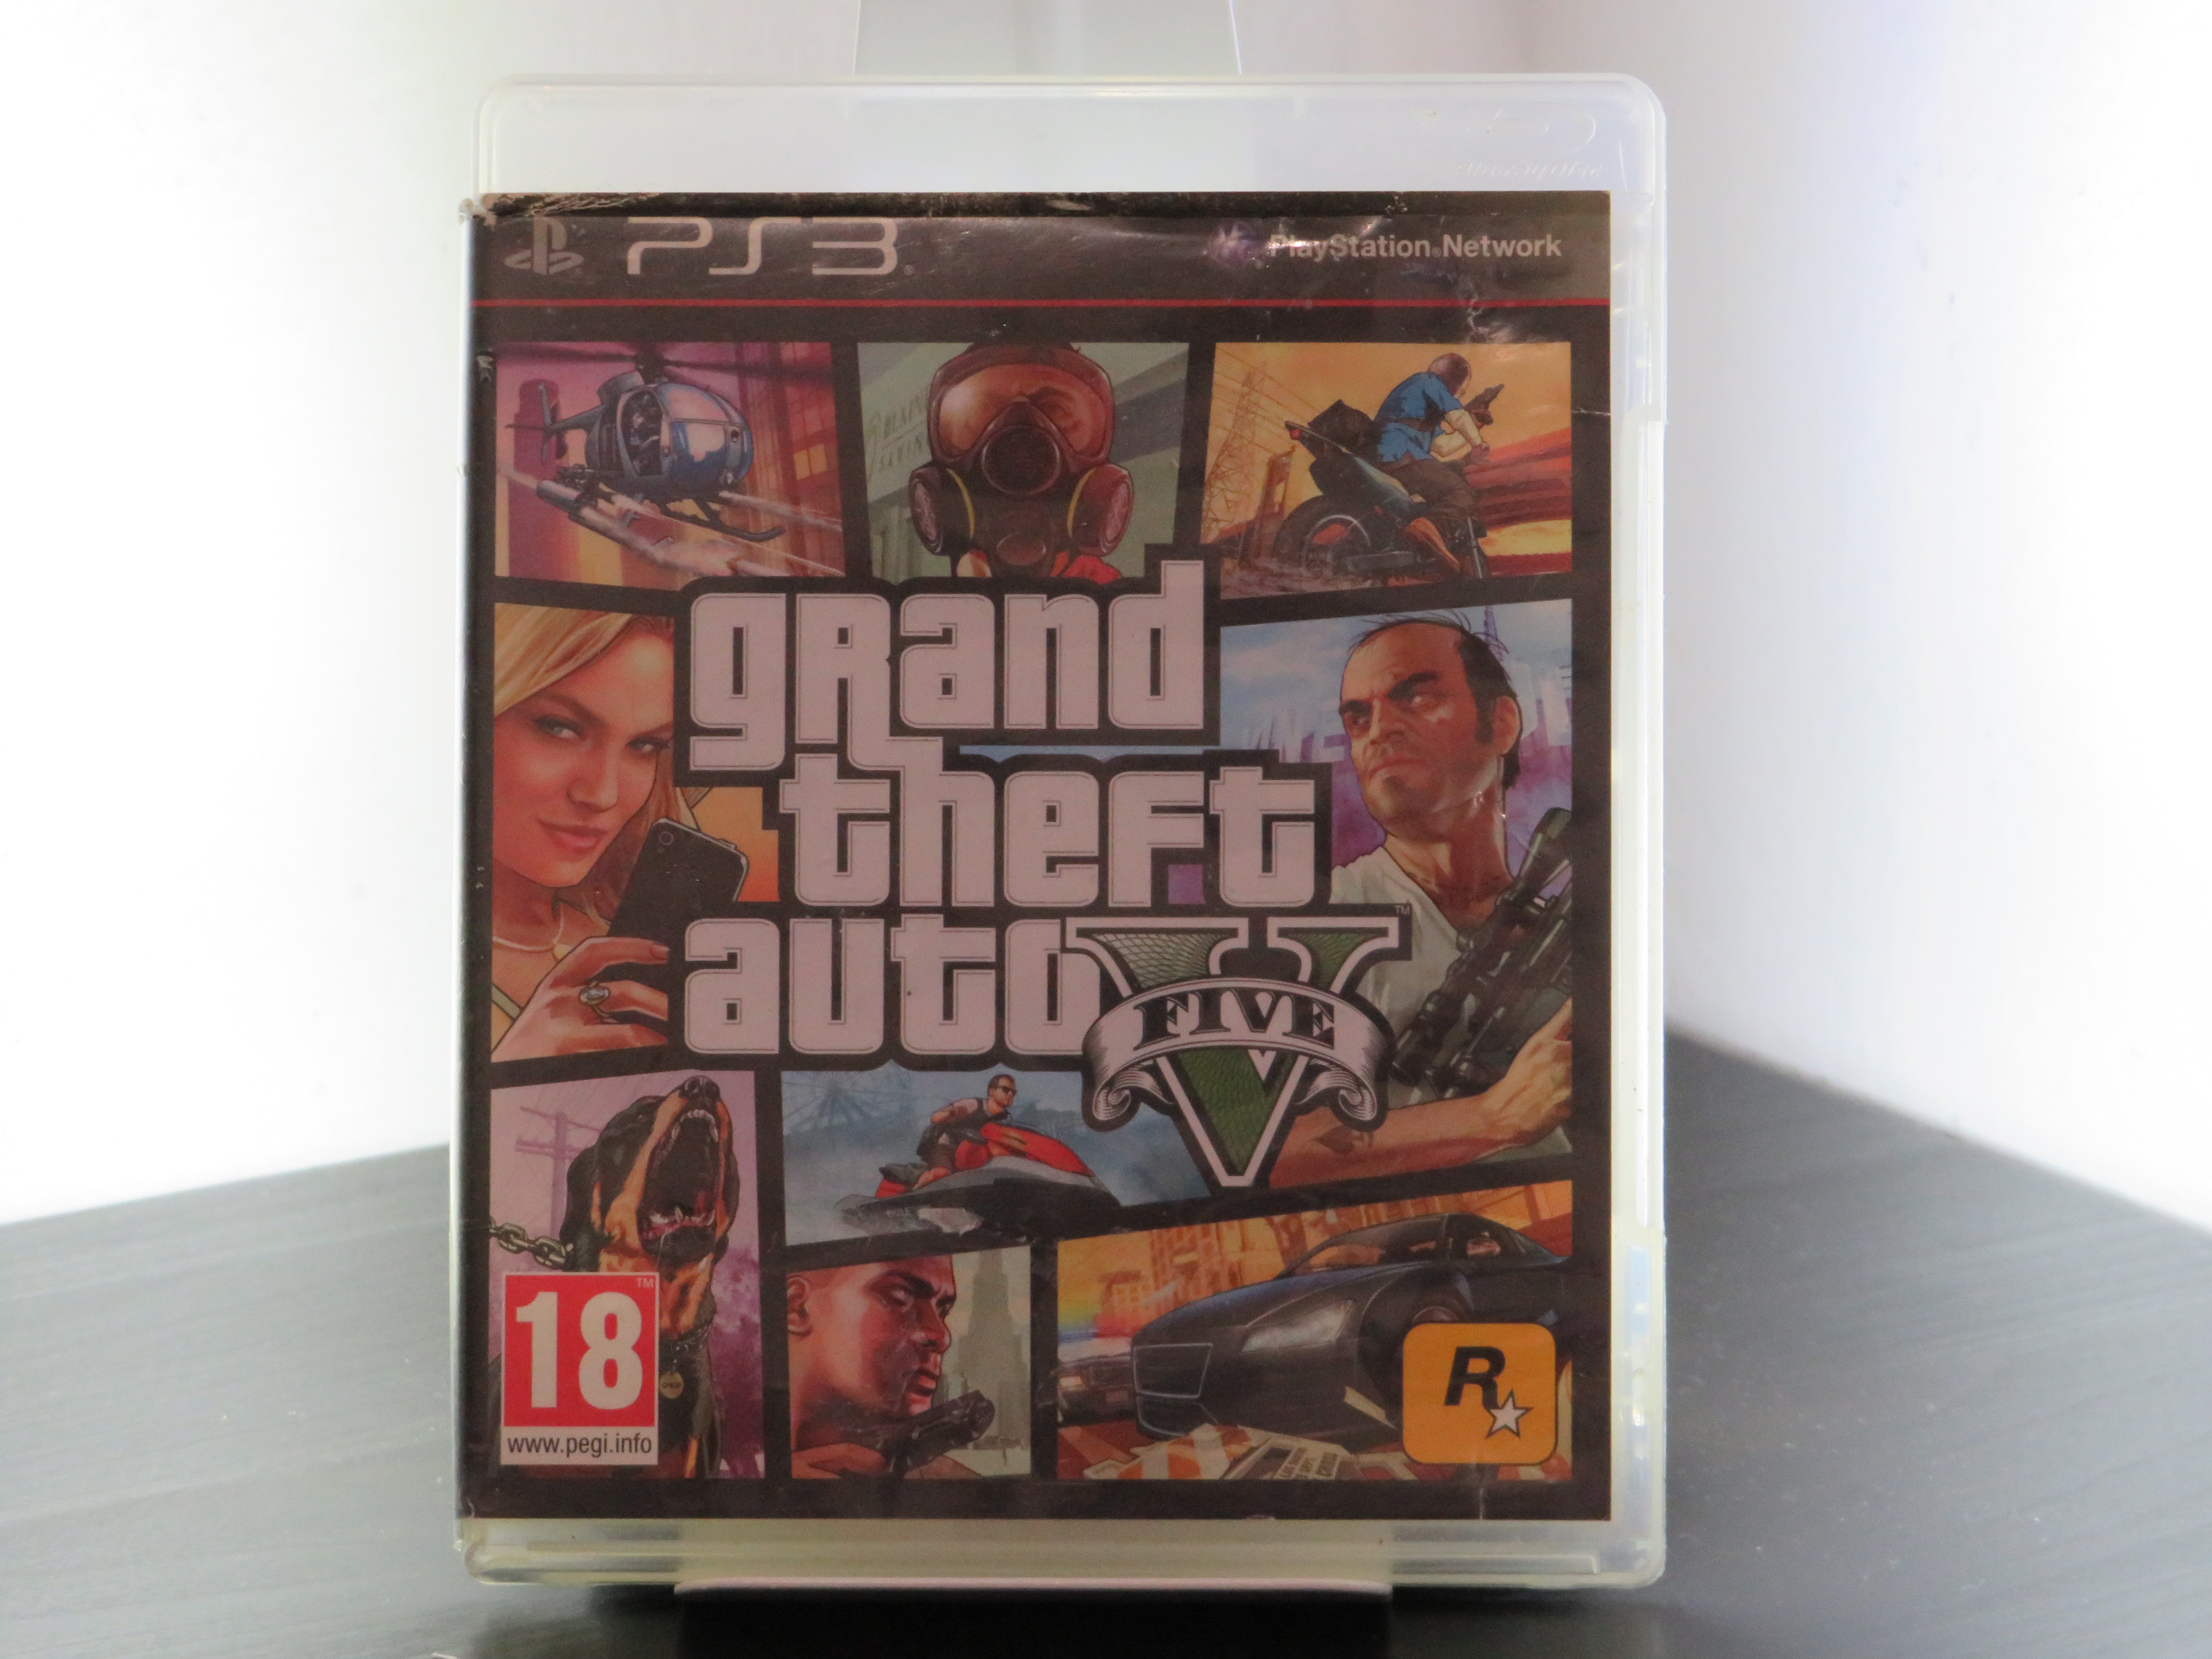 PS3
PlayStation®Network
grand
theft
auto V
FIVE
18
www.pegi.info
R